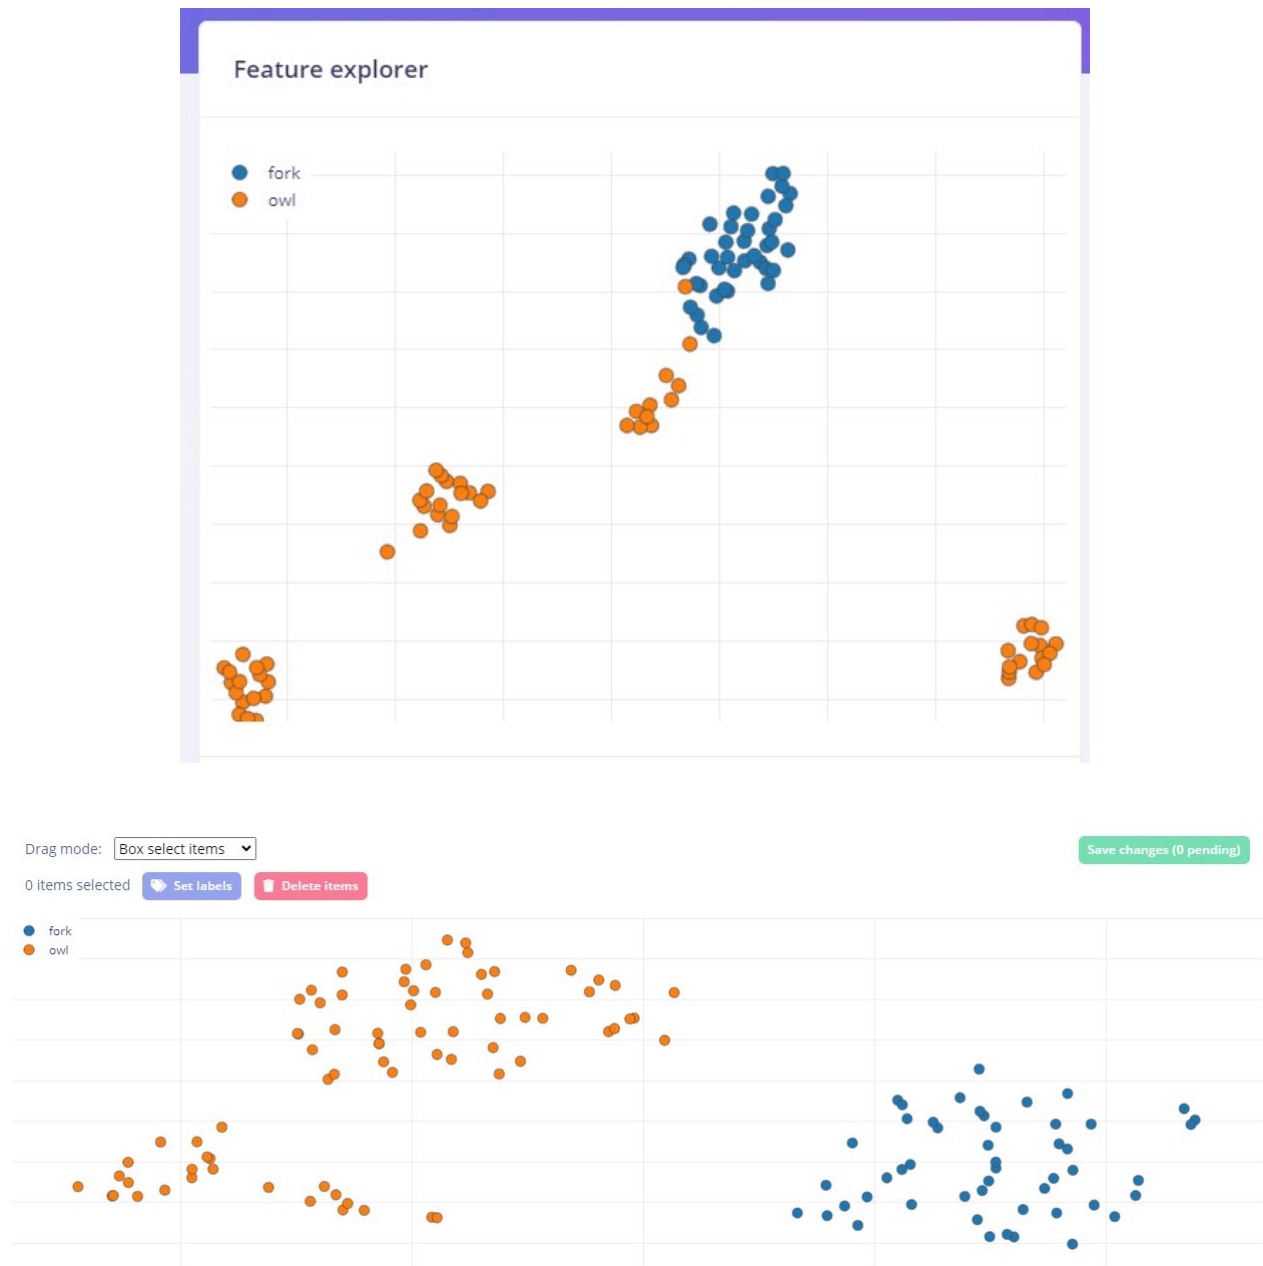 Feature explorer
fork
owl
Drag mode: Box select items
Save changes (0 pending)
0 items selected Set labels Delete items
fork
owl